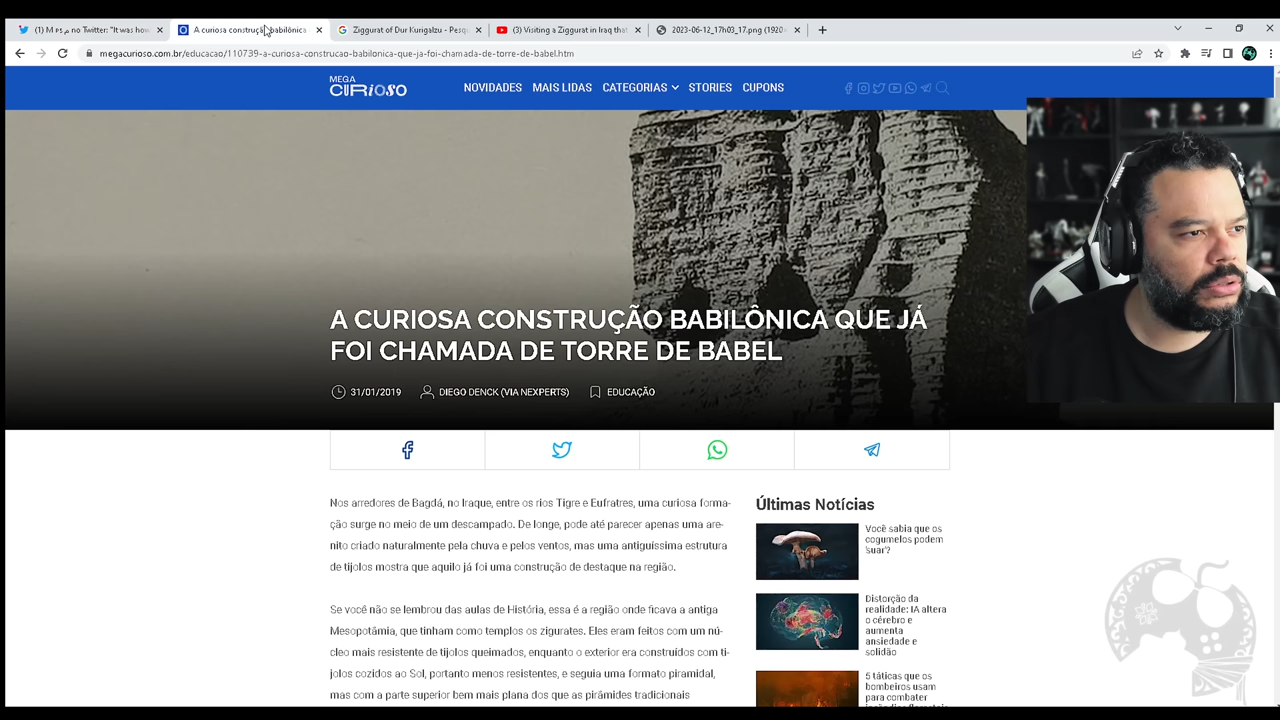 A curiosa construção babilônica
Ziggurat of Dur Kurigalzu - Pesq
(3) Visiting a Ziggurat in Iraq that
2023-06-12_17h03_17.png (1920×
megacurioso.com.br/educacao/110739-a-curiosa-construcao-babilonica-que-ja-foi-chamada-de-torre-de-babel.htm
MEGA
CURIOSO
NOVIDADES MAIS LIDAS CATEGORIAS STORIES CUPONS
A CURIOSA CONSTRUÇÃO BABILÔNICA QUE JÁ
FOI CHAMADA DE TORRE DE BABEL
31/01/2019 DIEGO DENCK (VIA NEXPERTS) EDUCAÇÃO
Nos arredores de Bagdá, no Iraque, entre os rios Tigre e Eufratres, uma curiosa forma-
ção surge no meio de um descampado. De longe, pode até parecer apenas uma are-
nito criado naturalmente pela chuva e pelos ventos, mas uma antiguíssima estrutura
de tijolos mostra que aquilo já foi uma construção de destaque na região.
Se você não se lembrou das aulas de História, essa é a região onde ficava a antiga
Mesopotâmia, que tinham como templos os zigurates. Eles eram feitos com um nú-
cleo mais resistente de tijolos queimados, enquanto o exterior era construídos com ti-
jolos cozidos ao Sol, portanto menos resistentes, e seguia uma formato piramidal,
mas com a parte superior bem mais plana dos que as pirâmides tradicionais
Últimas Notícias
Você sabia que os
cogumelos podem
'suar'?
Distorção da
realidade: IA altera
o cérebro e
aumenta
ansiedade e
solidão
5 táticas que os
bombeiros usam
para combater